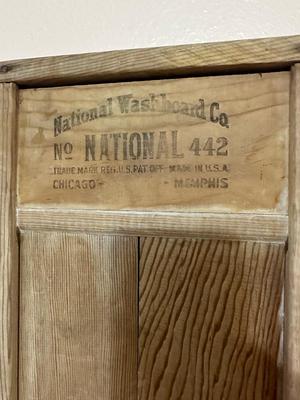 National Washboard Co.
No NATIONAL 442
TRADE MARK REG. U.S. PAT. OFF. MADE IN U.S.A.
CHICAGO - MEMPHIS